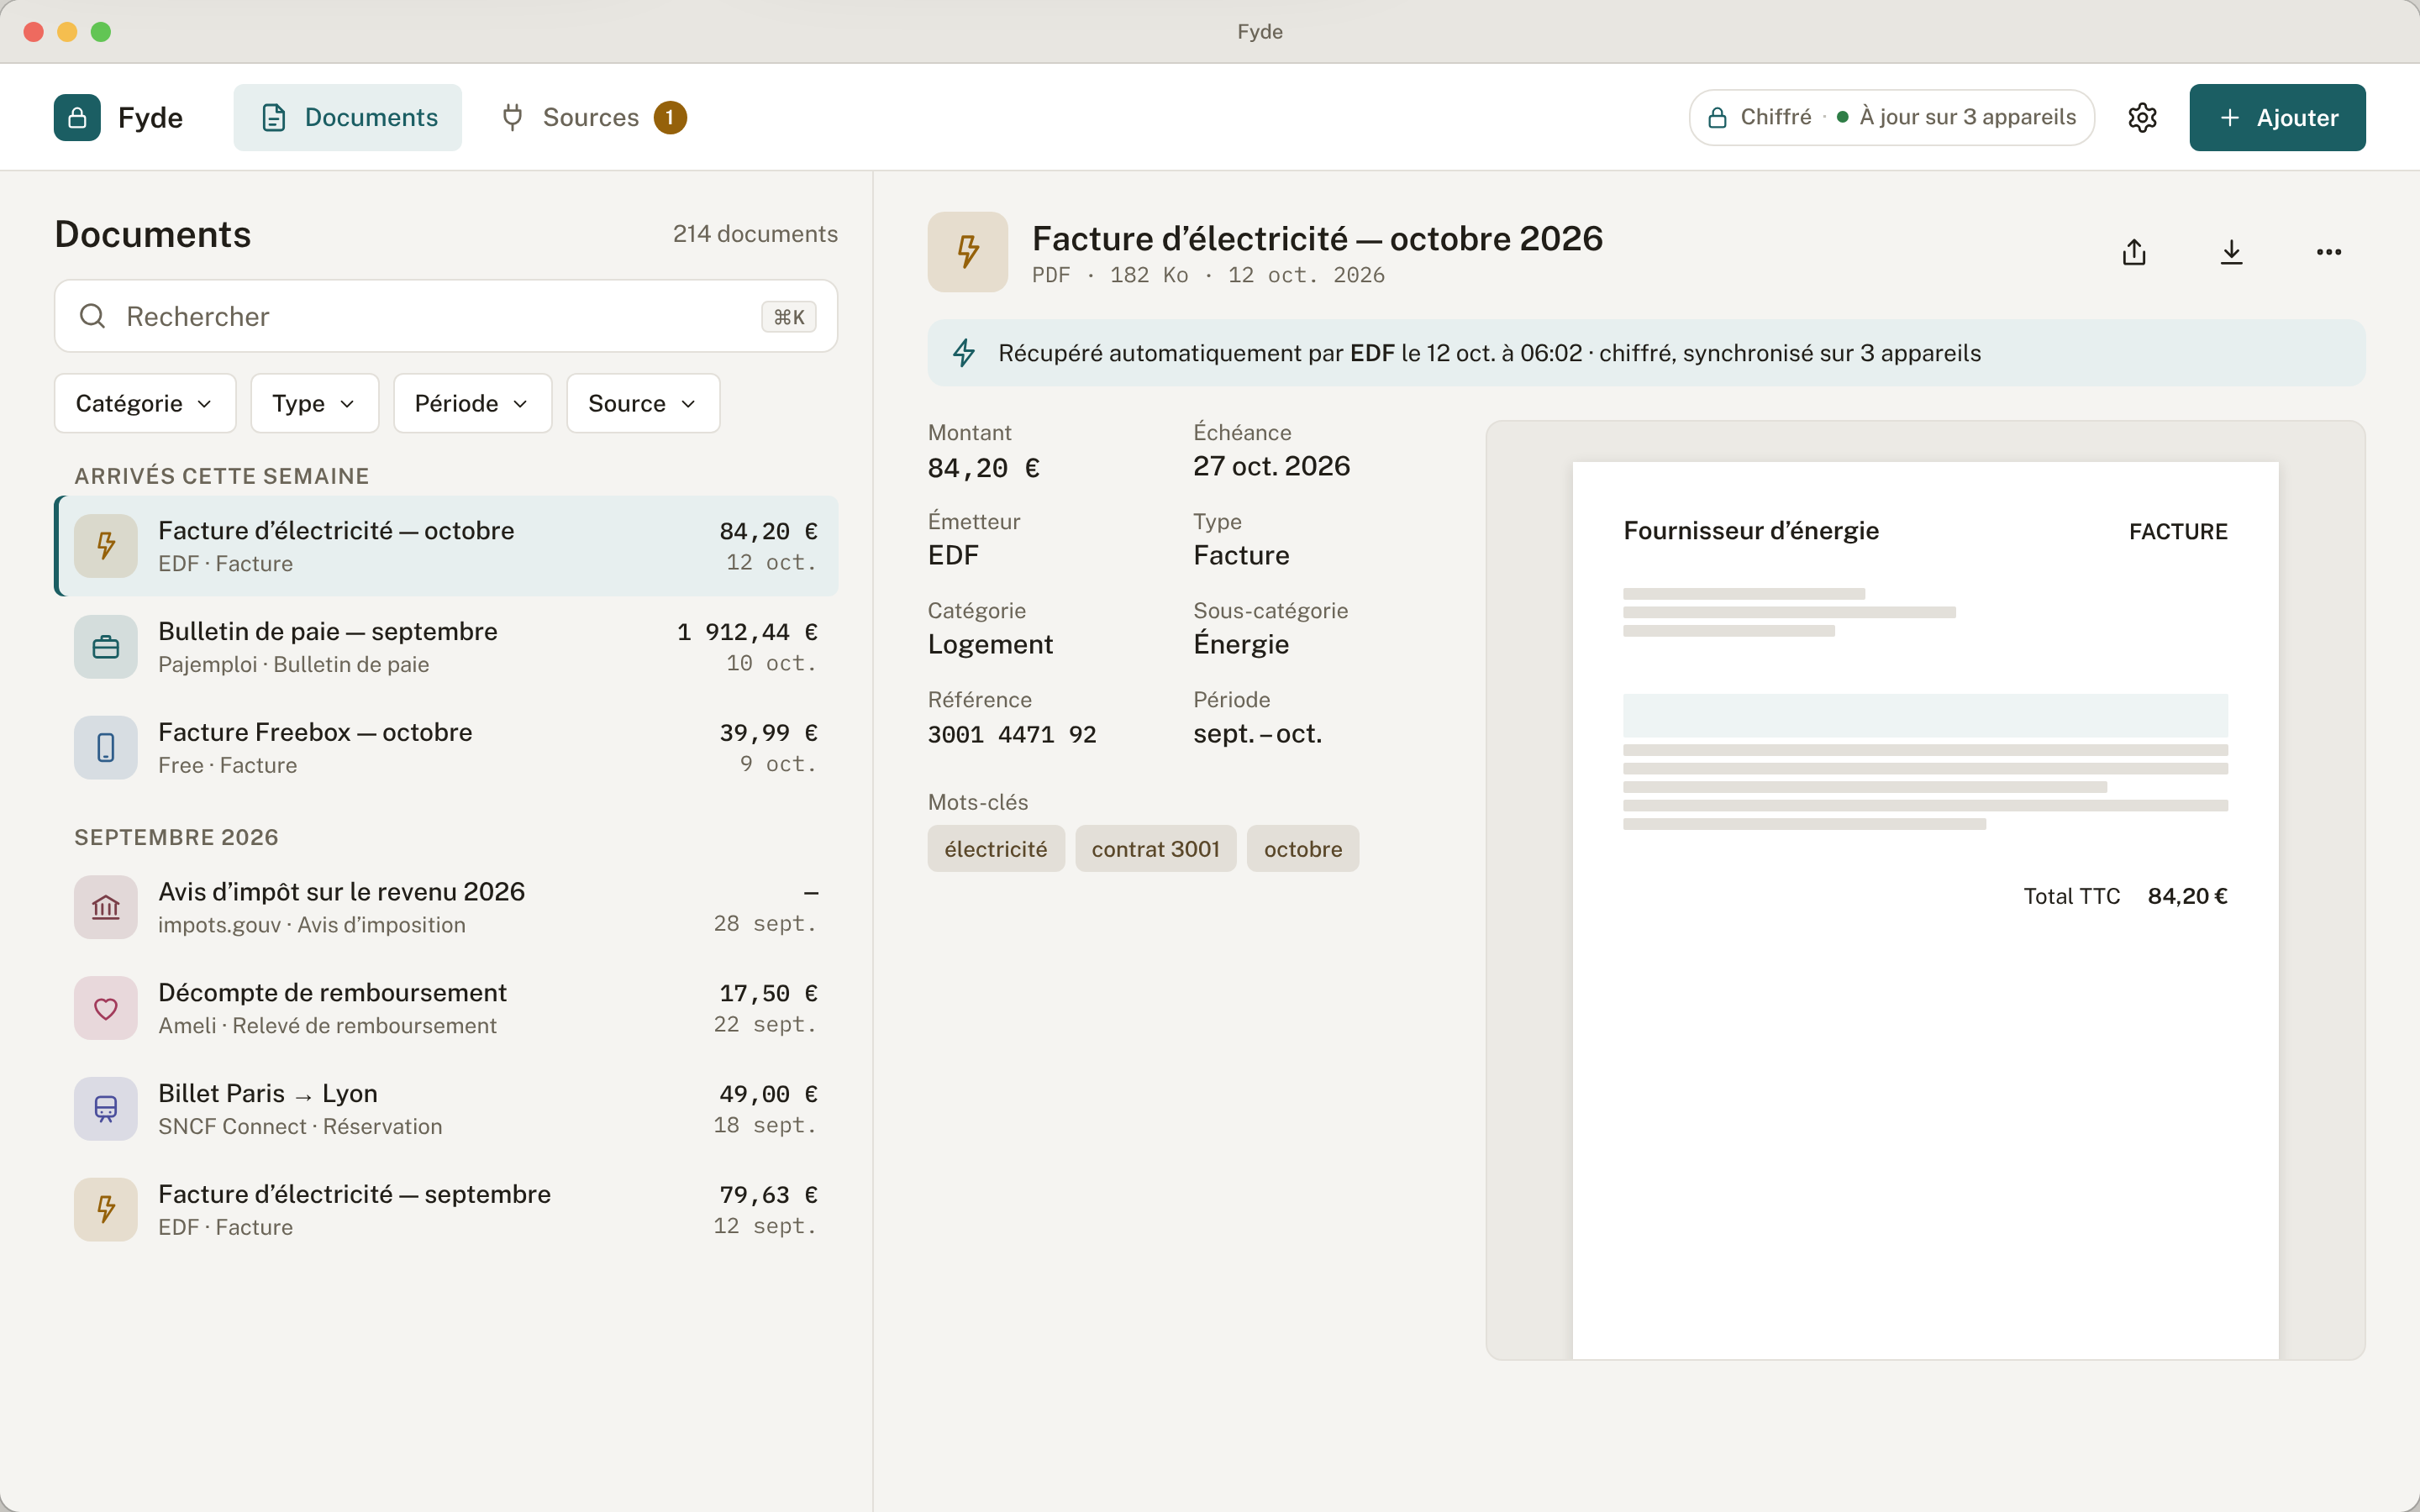 Fyde
Fyde
Documents
Sources 1
Chiffré · À jour sur 3 appareils
Ajouter
Documents
214 documents
Rechercher
⌘K
Catégorie
Type
Période
Source
ARRIVÉS CETTE SEMAINE
Facture d’électricité — octobre
84,20 €
EDF · Facture
12 oct.
Bulletin de paie — septembre
1 912,44 €
Pajemploi · Bulletin de paie
10 oct.
Facture Freebox — octobre
39,99 €
Free · Facture
9 oct.
SEPTEMBRE 2026
Avis d’impôt sur le revenu 2026
—
impots.gouv · Avis d’imposition
28 sept.
Décompte de remboursement
17,50 €
Ameli · Relevé de remboursement
22 sept.
Billet Paris → Lyon
49,00 €
SNCF Connect · Réservation
18 sept.
Facture d’électricité — septembre
79,63 €
EDF · Facture
12 sept.
Facture d’électricité — octobre 2026
PDF · 182 Ko · 12 oct. 2026
Récupéré automatiquement par EDF le 12 oct. à 06:02 · chiffré, synchronisé sur 3 appareils
Montant
84,20 €
Échéance
27 oct. 2026
Émetteur
EDF
Type
Facture
Catégorie
Logement
Sous-catégorie
Énergie
Référence
3001 4471 92
Période
sept. – oct.
Mots-clés
électricité
contrat 3001
octobre
Fournisseur d’énergie
FACTURE
Total TTC 84,20 €